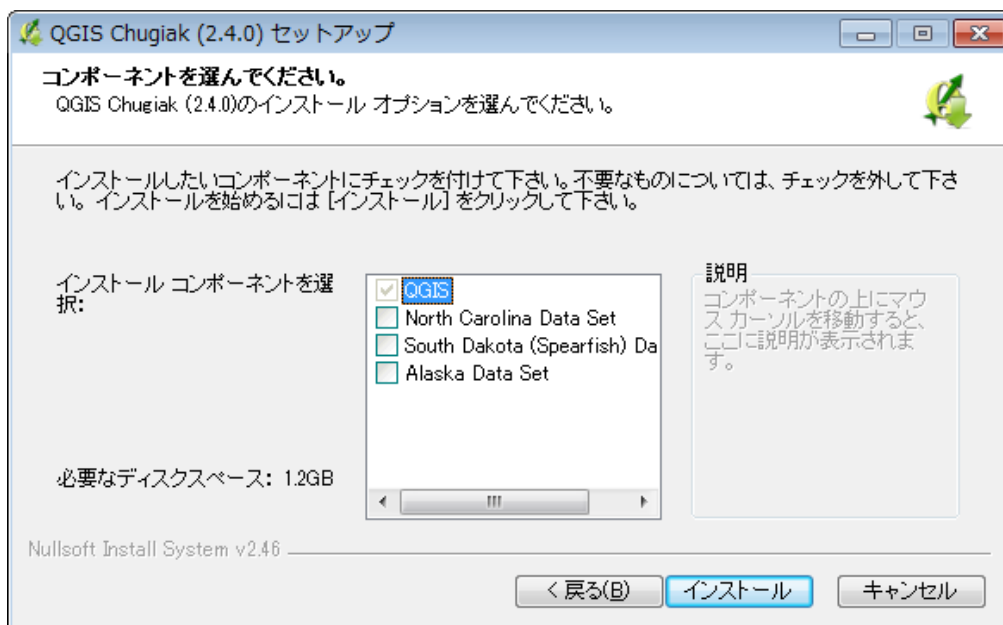 QGIS Chugiak (2.4.0) セットアップ
コンポーネントを選んでください。
QGIS Chugiak (2.4.0)のインストール オプションを選んでください。
インストールしたいコンポーネントにチェックを付けて下さい。不要なものについては、チェックを外して下さ
い。インストールを始めるには [インストール] をクリックして下さい。
インストール コンポーネントを選
択:
QGIS
North Carolina Data Set
South Dakota (Spearfish) Da
Alaska Data Set
説明
コンポーネントの上にマウ
ス カーソルを移動すると、
ここに説明が表示されま
す。
必要なディスクスペース: 1.2GB
Nullsoft Install System v2.46
< 戻る(B)
インストール
キャンセル